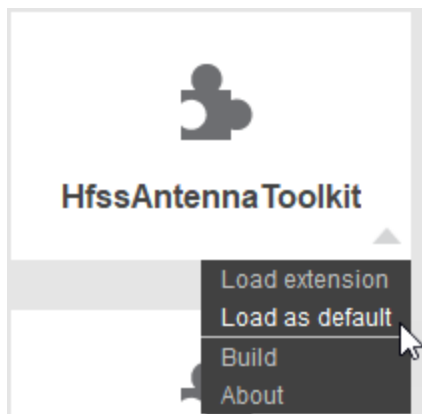 HfssAntennaToolkit
Load extension
Load as default
Build
About